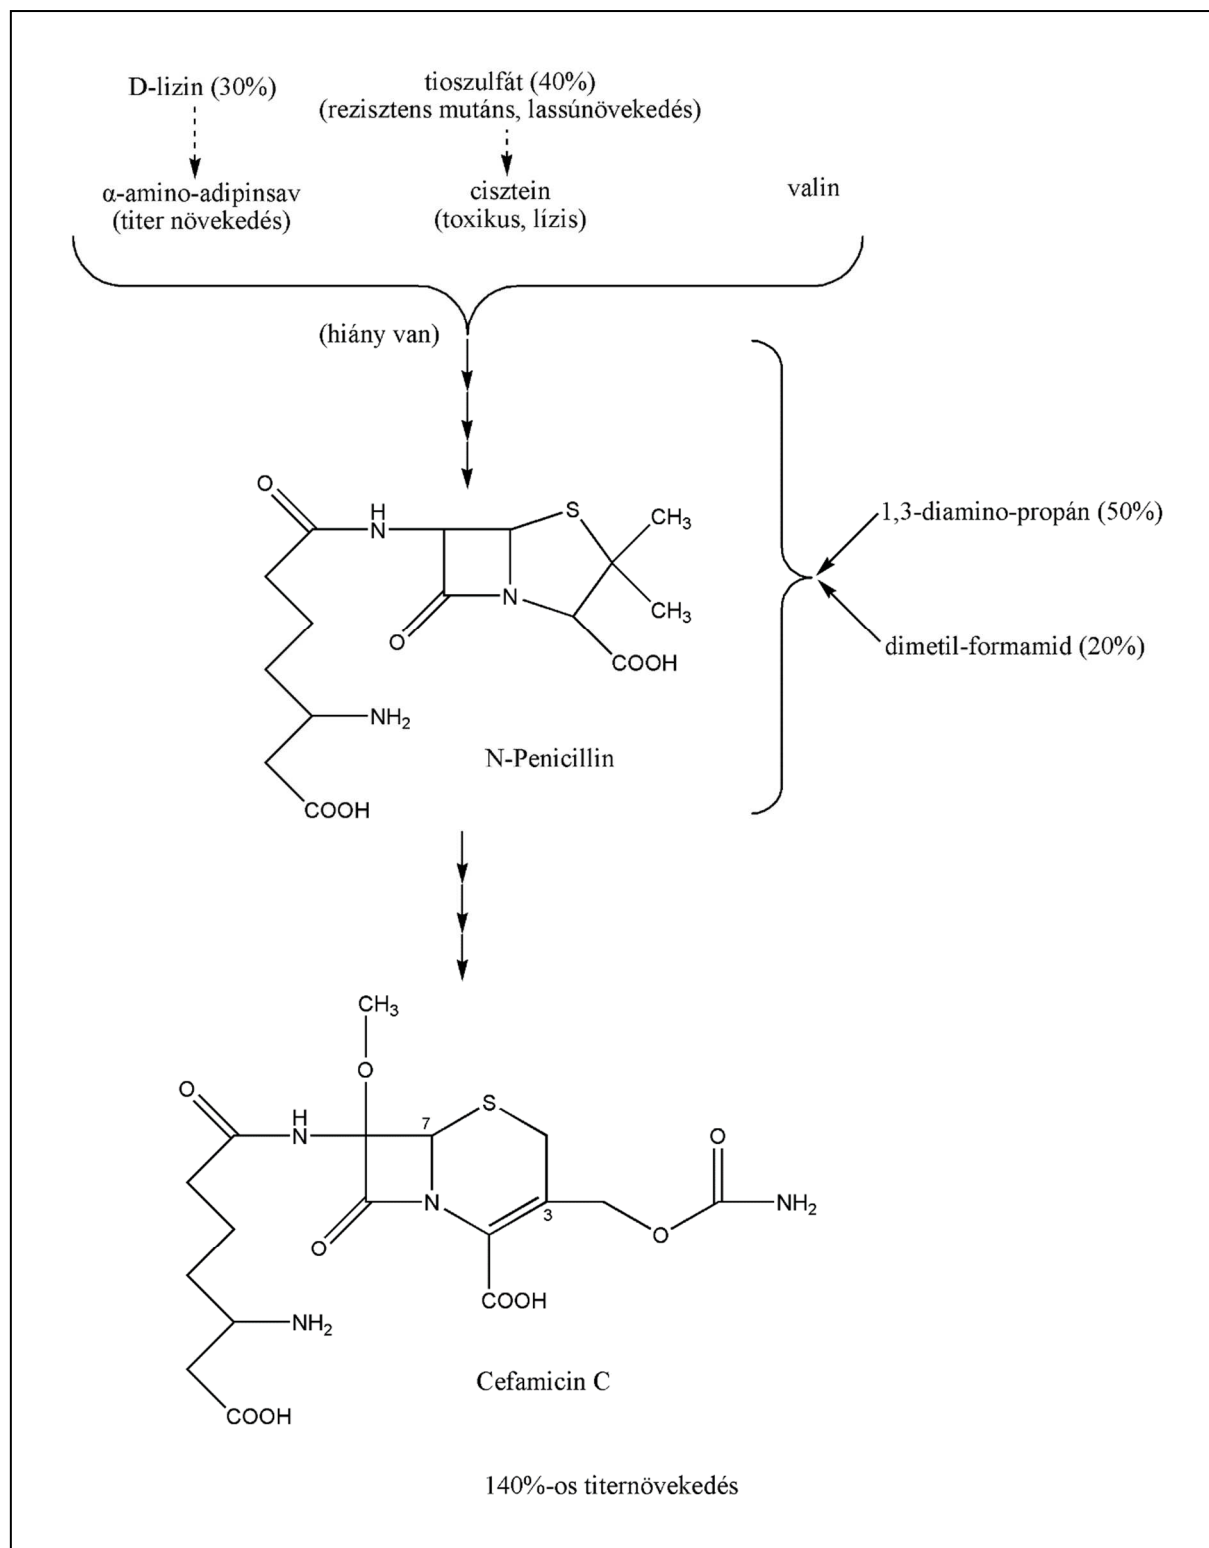 D-lizin (30%)
tioszulfát (40%)
(rezisztens mutáns, lassúnövekedés)
α-amino-adipinsav
(titer növekedés)
cisztein
(toxikus, lízis)
valin
(hiány van)
O
H
N
S
CH3
CH3
N
O
COOH
NH2
COOH
N-Penicillin
1,3-diamino-propán (50%)
dimetil-formamid (20%)
CH3
O
O
H
N
7
S
O
N
3
O
NH2
O
COOH
NH2
COOH
Cefamicin C
140%-os titernövekedés